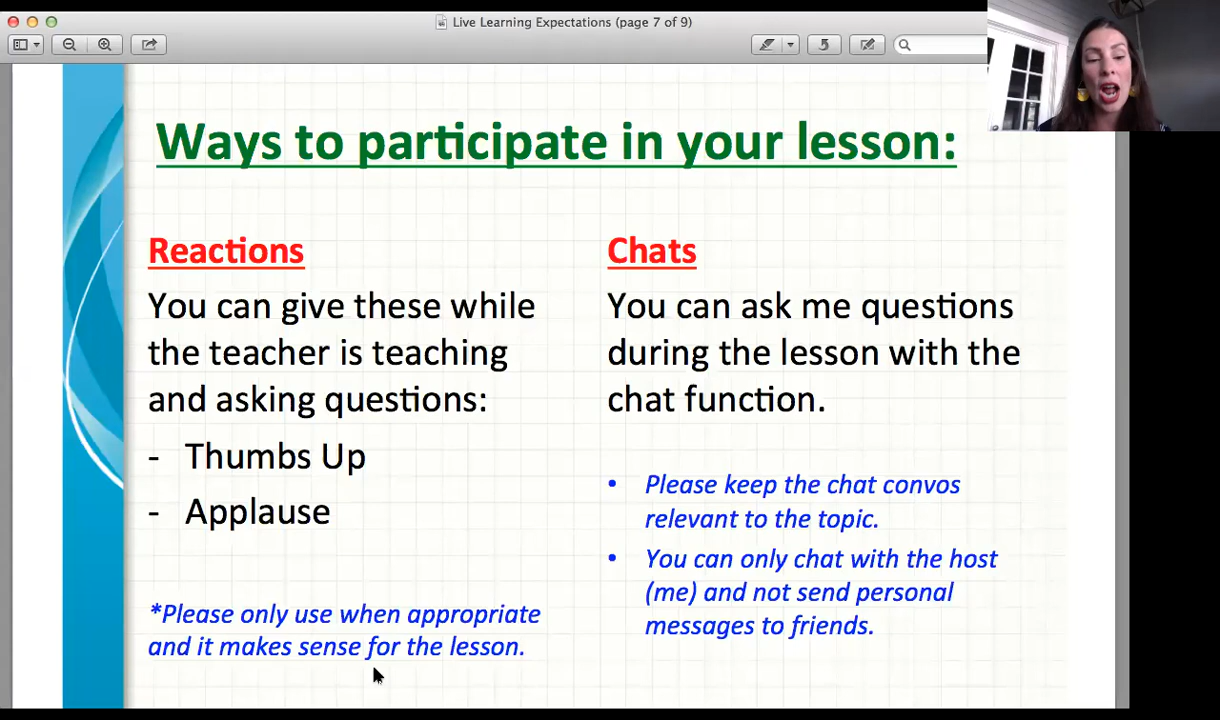 Live Learning Expectations (page 7 of 9)
Ways to participate in your lesson:
Reactions
You can give these while
the teacher is teaching
and asking questions:
- Thumbs Up
- Applause
*Please only use when appropriate
and it makes sense for the lesson.
Chats
You can ask me questions
during the lesson with the
chat function.
• Please keep the chat convos
relevant to the topic.
• You can only chat with the host
(me) and not send personal
messages to friends.